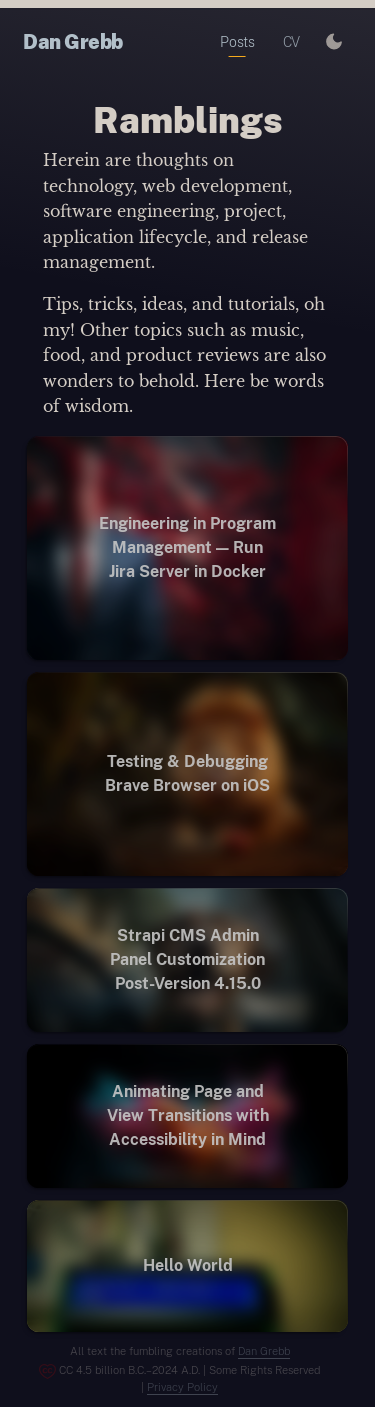 Dan Grebb
Posts CV
Ramblings
Herein are thoughts on
technology, web development,
software engineering, project,
application lifecycle, and release
management.
Tips, tricks, ideas, and tutorials, oh
my! Other topics such as music,
food, and product reviews are also
wonders to behold. Here be words
of wisdom.
Engineering in Program
Management — Run
Jira Server in Docker
Testing & Debugging
Brave Browser on iOS
Strapi CMS Admin
Panel Customization
Post-Version 4.15.0
Animating Page and
View Transitions with
Accessibility in Mind
Hello World
All text the fumbling creations of Dan Grebb
CC 4.5 billion B.C.–2024 A.D. | Some Rights Reserved
| Privacy Policy